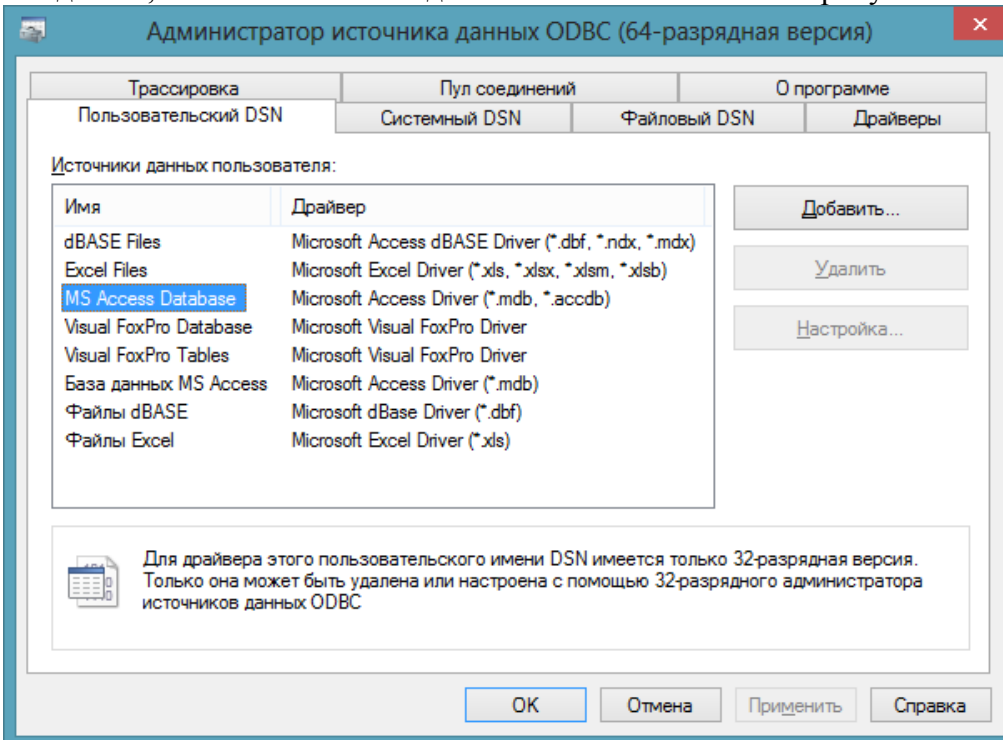 Администратор источника данных ODBC (64-разрядная версия)
Трассировка Пул соединений О программе
Пользовательский DSN Системный DSN Файловый DSN Драйверы
Источники данных пользователя:
Имя Драйвер
dBASE Files Microsoft Access dBASE Driver (*.dbf, *.ndx, *.mdx)
Excel Files Microsoft Excel Driver (*.xls, *.xlsx, *.xlsm, *.xlsb)
MS Access Database Microsoft Access Driver (*.mdb, *.accdb)
Visual FoxPro Database Microsoft Visual FoxPro Driver
Visual FoxPro Tables Microsoft Visual FoxPro Driver
База данных MS Access Microsoft Access Driver (*.mdb)
Файлы dBASE Microsoft dBase Driver (*.dbf)
Файлы Excel Microsoft Excel Driver (*.xls)
Добавить...
Удалить
Настройка...
Для драйвера этого пользовательского имени DSN имеется только 32-разрядная версия.
Только она может быть удалена или настроена с помощью 32-разрядного администратора
источников данных ODBC
OK Отмена Применить Справка